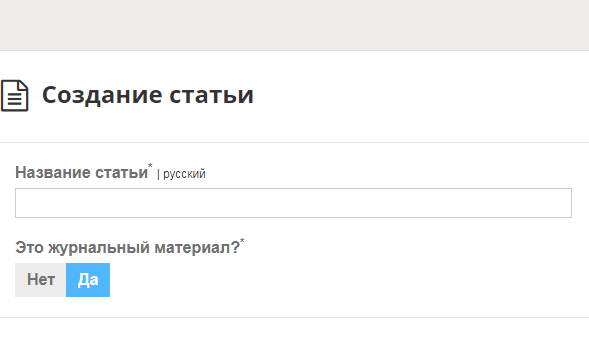 Создание статьи
Название статьи* | русский
Это журнальный материал?*
Нет Да